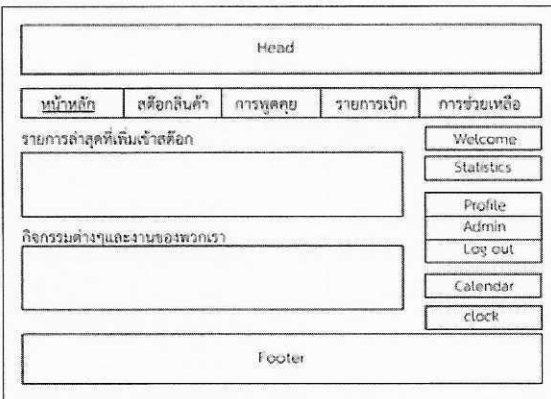 Head
หน้าหลัก สต๊อกสินค้า การพูดคุย รายการเบิก การช่วยเหลือ
รายการล่าสุดที่เพิ่มเข้าสต๊อก
Welcome
Statistics
Profile
Admin
Log out
กิจกรรมต่างๆและงานของพวกเรา
Calendar
clock
Footer